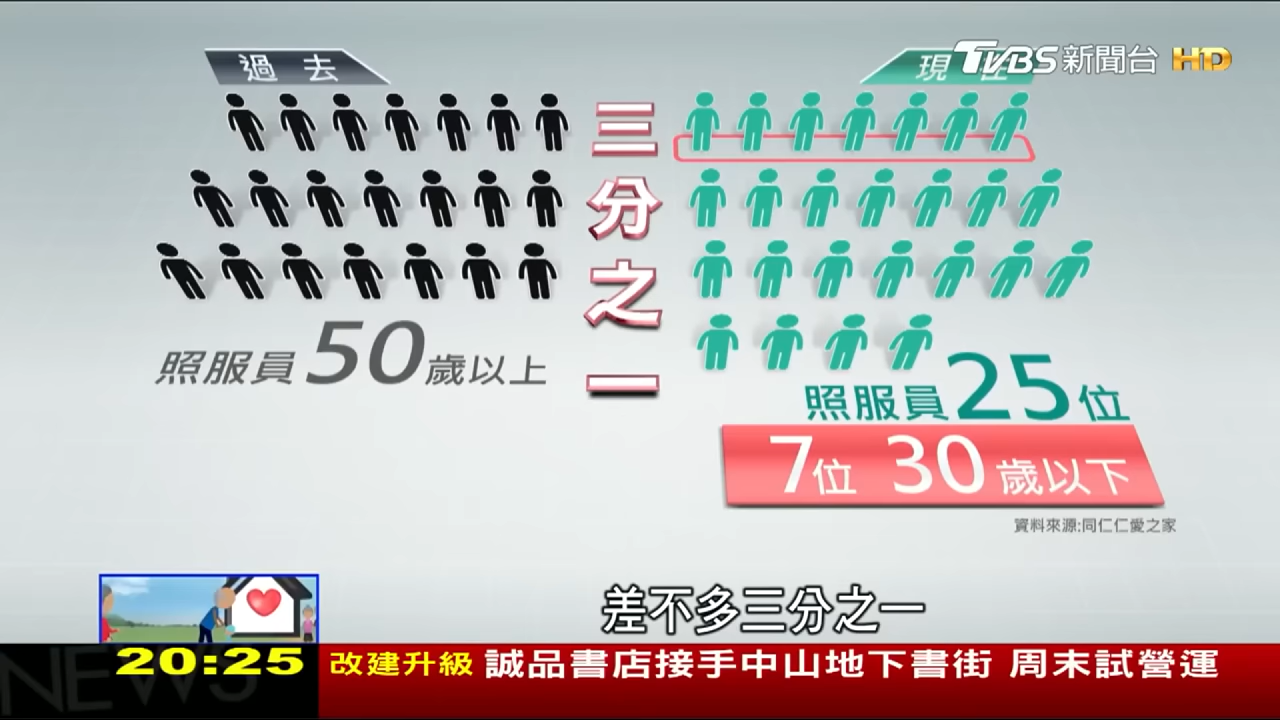 過去
現在
TVBS新聞台 HD
三分之一
照服員50歲以上
照服員25位
7位 30歲以下
資料來源:同仁仁愛之家
差不多三分之一
NEWS
20:25
改建升級 誠品書店接手中山地下書街 周末試營運